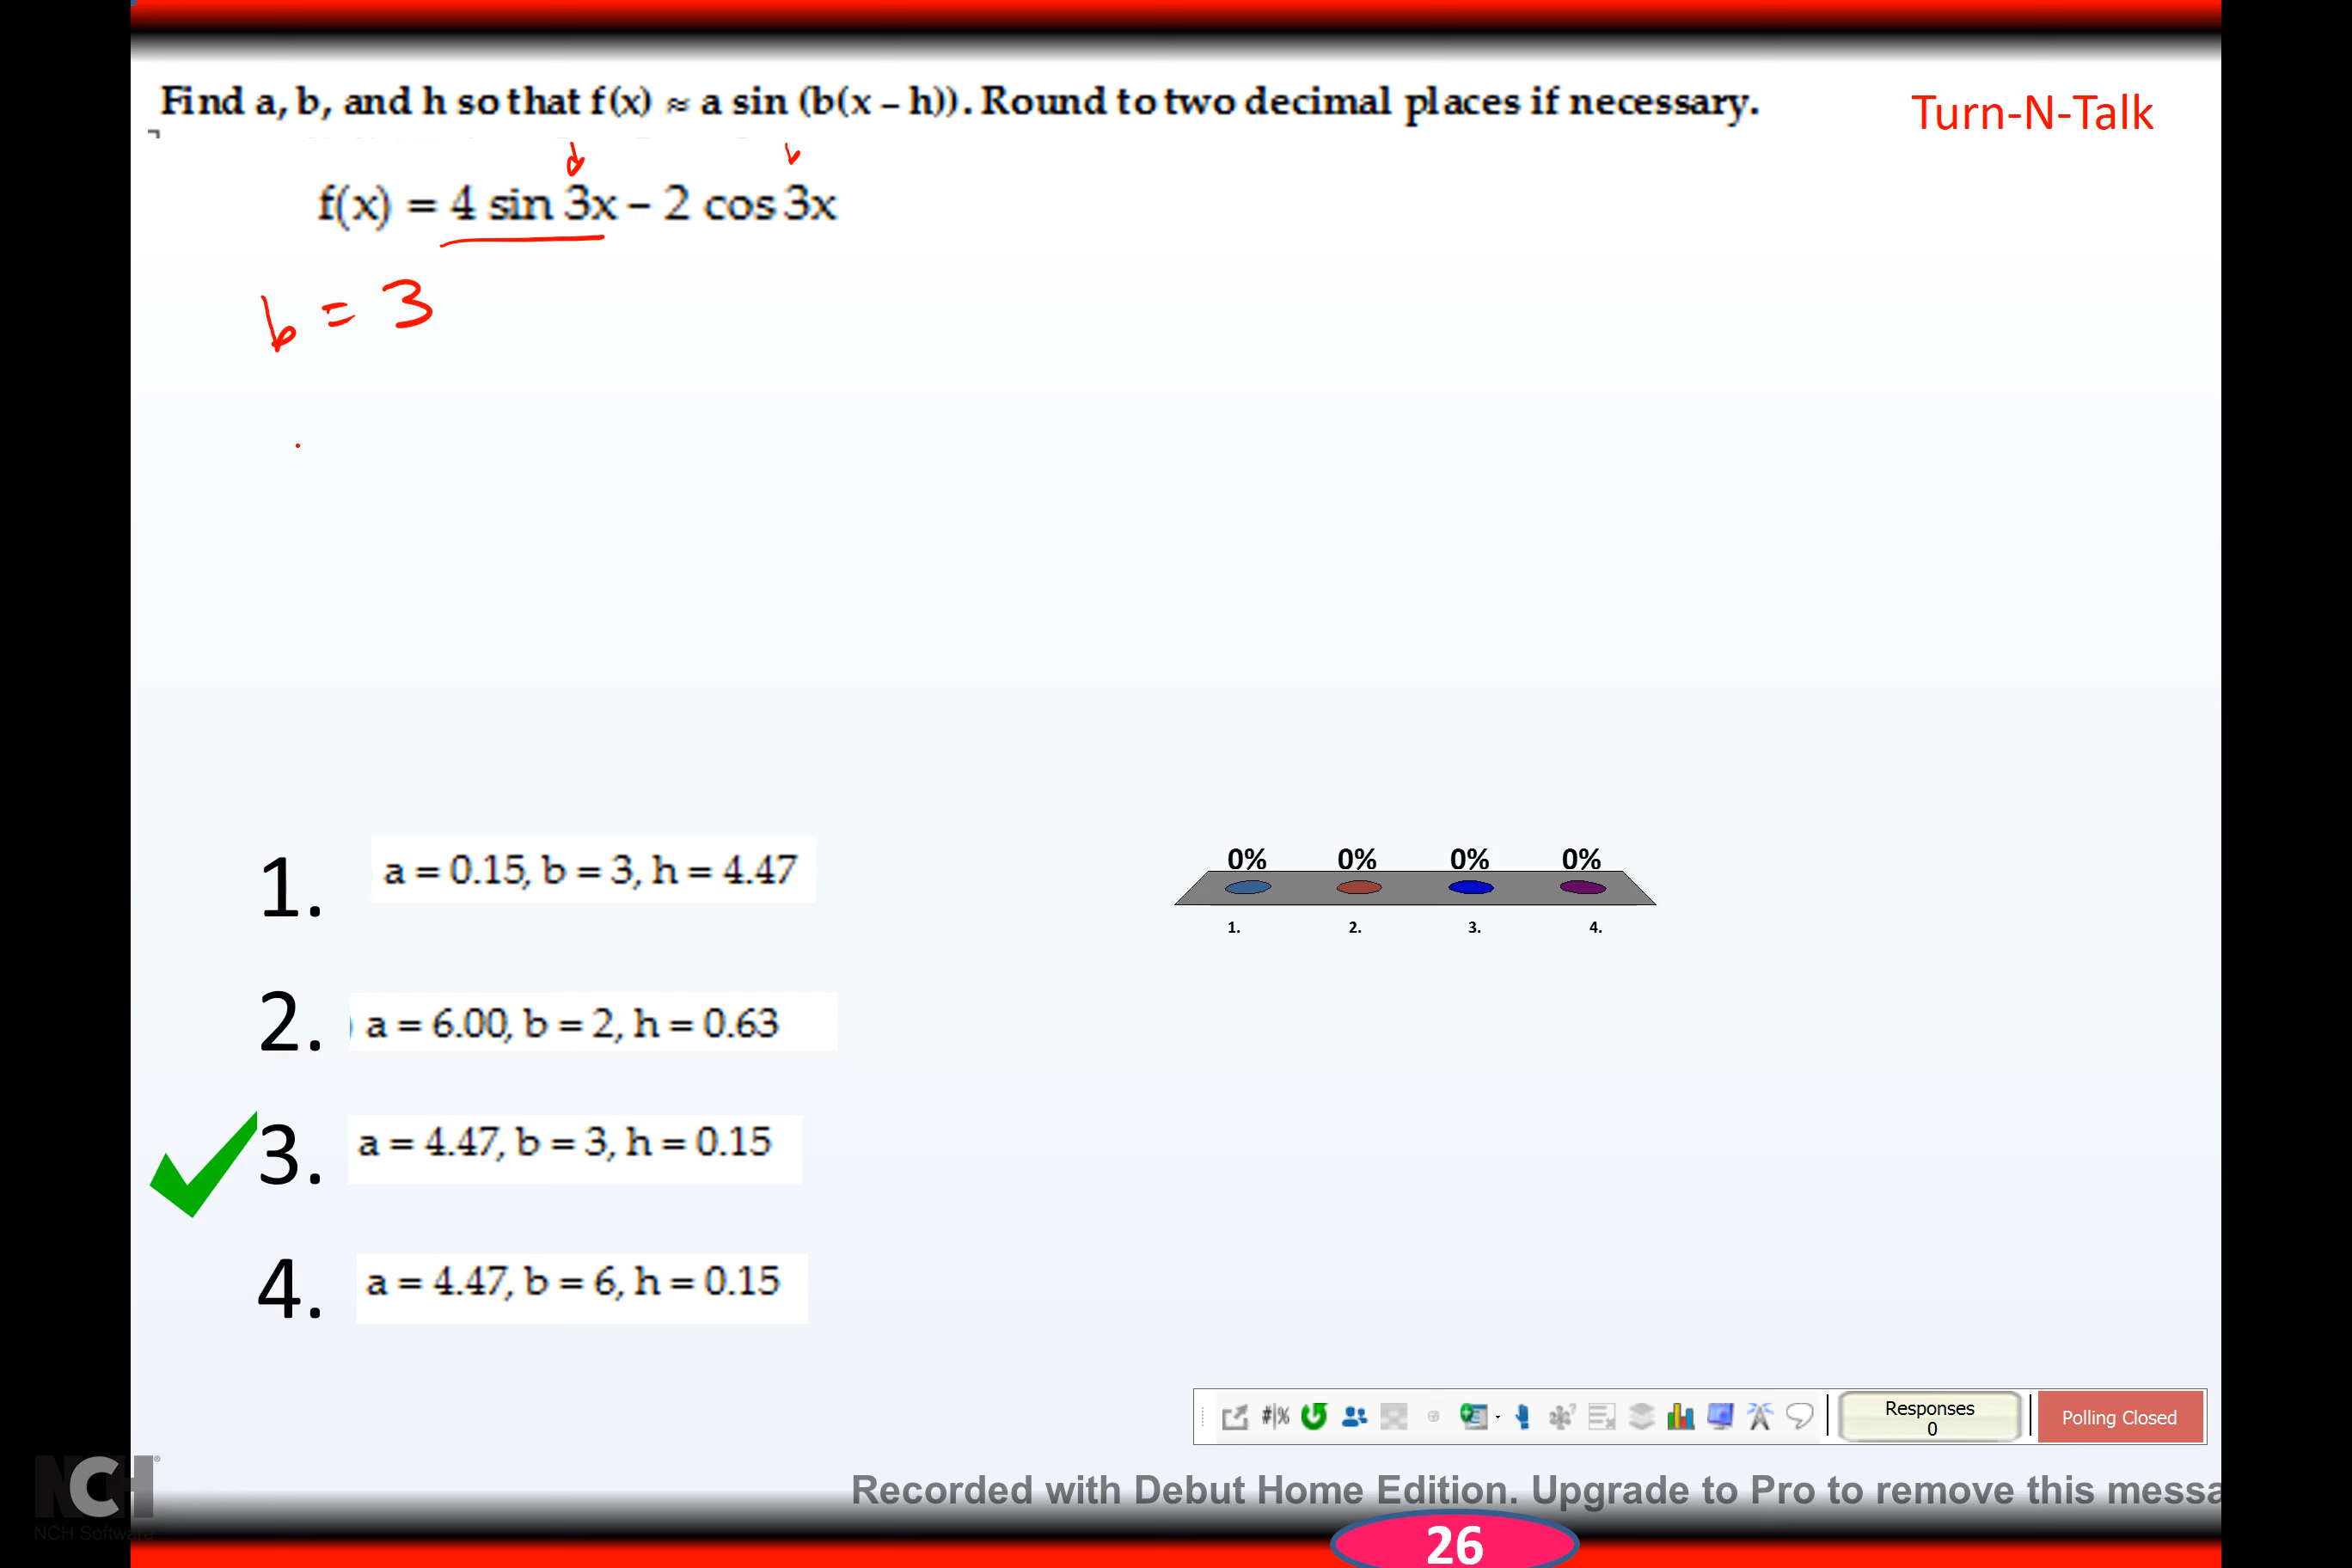 Find a, b, and h so that f(x) ≈ a sin (b(x – h)). Round to two decimal places if necessary.
Turn-N-Talk
f(x) = 4 sin 3x – 2 cos 3x
b = 3
1. a = 0.15, b = 3, h = 4.47
2. a = 6.00, b = 2, h = 0.63
3. a = 4.47, b = 3, h = 0.15
4. a = 4.47, b = 6, h = 0.15
0% 0% 0% 0%
1. 2. 3. 4.
#|%
Responses
0
Polling Closed
NCH®
NCH Software
Recorded with Debut Home Edition. Upgrade to Pro to remove this messa
26